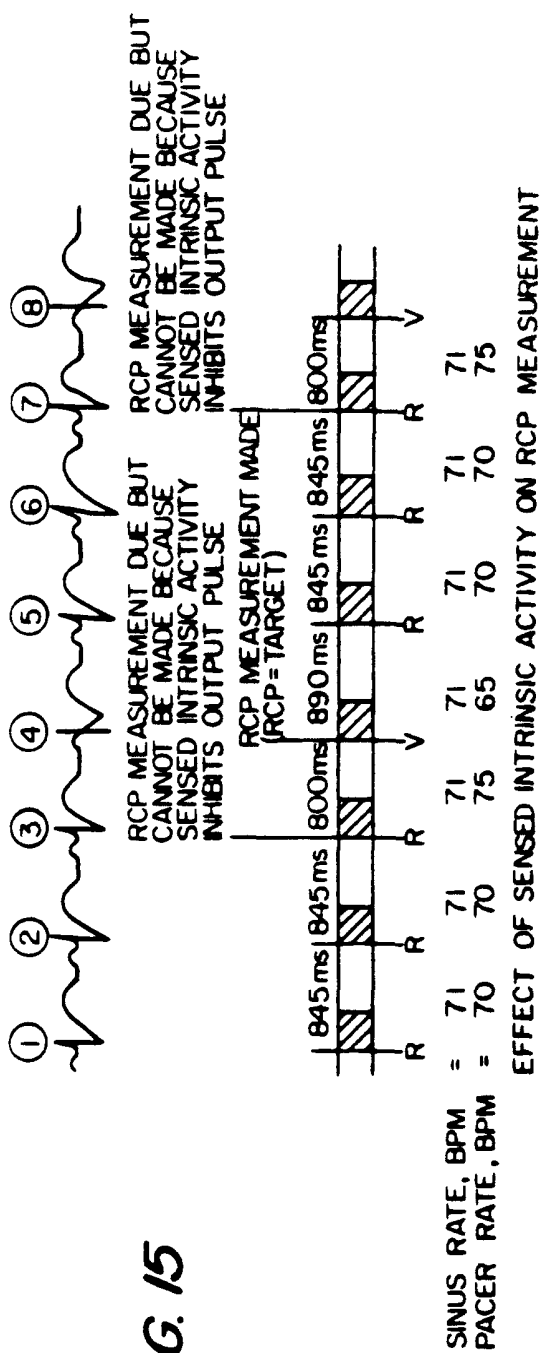 G. 15
1 2 3 4 5 6 7 8
RCP MEASUREMENT DUE BUT
CANNOT BE MADE BECAUSE
SENSED INTRINSIC ACTIVITY
INHIBITS OUTPUT PULSE
RCP MEASUREMENT DUE BUT
CANNOT BE MADE BECAUSE
SENSED INTRINSIC ACTIVITY
INHIBITS OUTPUT PULSE
RCP MEASUREMENT MADE
(RCP=TARGET)
845ms 845ms 800ms 890ms 845ms 845ms 800ms
R R R V R R R V
SINUS RATE, BPM = 71 71 71 71 71 71 71
PACER RATE, BPM = 70 70 75 65 70 70 75
EFFECT OF SENSED INTRINSIC ACTIVITY ON RCP MEASUREMENT